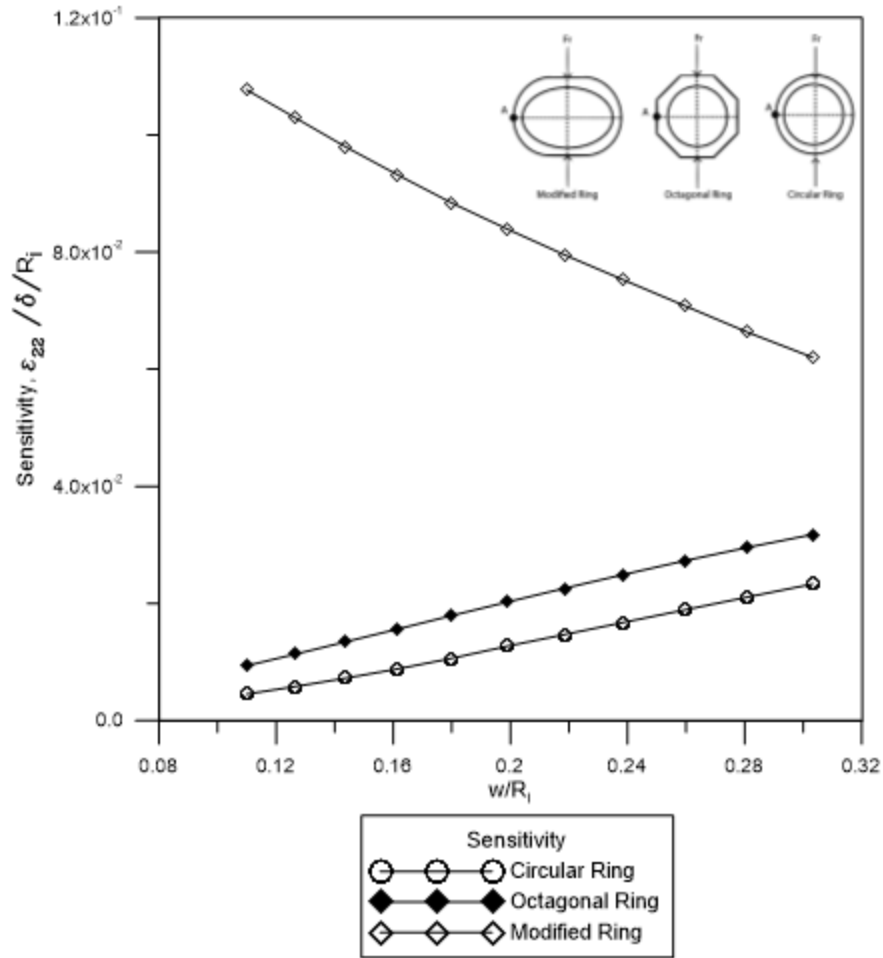 1.2x10⁻¹
8.0x10⁻²
4.0x10⁻²
0.0
Sensitivity, ε₂₂ / δ/Rᵢ
Fr Fr Fr
A A A
Modified Ring Octagonal Ring Circular Ring
0.08 0.12 0.16 0.2 0.24 0.28 0.32
w/Rᵢ
Sensitivity
Circular Ring
Octagonal Ring
Modified Ring